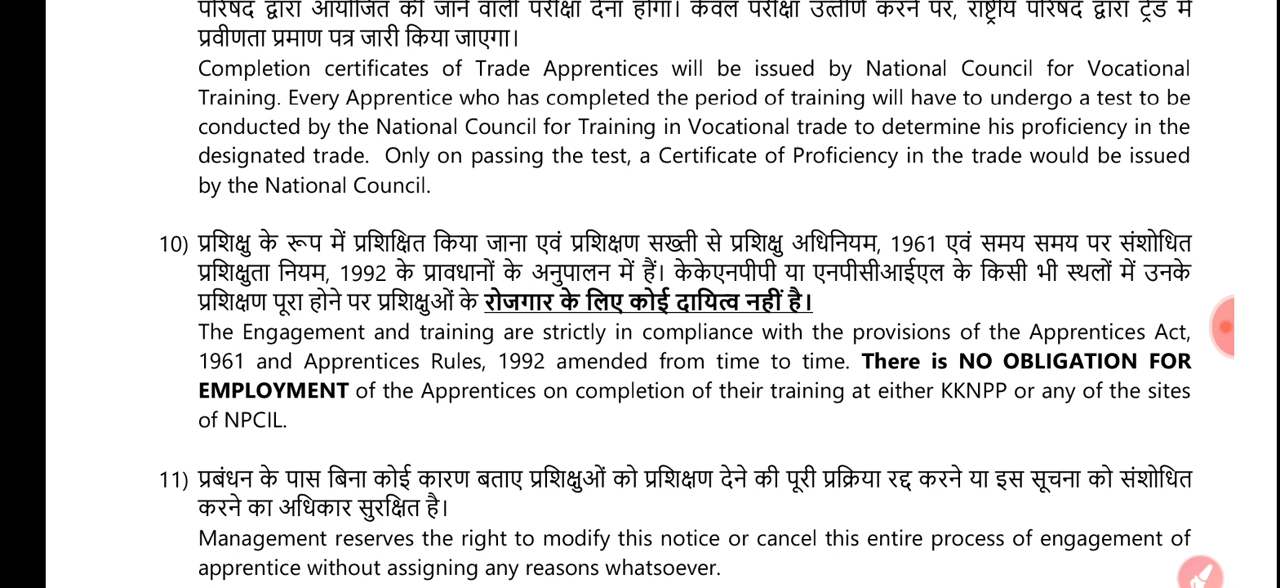 परिषद द्वारा आयोजित की जाने वाली परीक्षा देना होगा। केवल परीक्षा उत्तीर्ण करने पर, राष्ट्रीय परिषद द्वारा ट्रेड में
प्रवीणता प्रमाण पत्र जारी किया जाएगा।
Completion certificates of Trade Apprentices will be issued by National Council for Vocational
Training. Every Apprentice who has completed the period of training will have to undergo a test to be
conducted by the National Council for Training in Vocational trade to determine his proficiency in the
designated trade. Only on passing the test, a Certificate of Proficiency in the trade would be issued
by the National Council.
10) प्रशिक्षु के रूप में प्रशिक्षित किया जाना एवं प्रशिक्षण सख्ती से प्रशिक्षु अधिनियम, 1961 एवं समय समय पर संशोधित
प्रशिक्षुता नियम, 1992 के प्रावधानों के अनुपालन में हैं। केकेएनपीपी या एनपीसीआईएल के किसी भी स्थलों में उनके
प्रशिक्षण पूरा होने पर प्रशिक्षुओं के रोजगार के लिए कोई दायित्व नहीं है।
The Engagement and training are strictly in compliance with the provisions of the Apprentices Act,
1961 and Apprentices Rules, 1992 amended from time to time. There is NO OBLIGATION FOR
EMPLOYMENT of the Apprentices on completion of their training at either KKNPP or any of the sites
of NPCIL.
11) प्रबंधन के पास बिना कोई कारण बताए प्रशिक्षुओं को प्रशिक्षण देने की पूरी प्रक्रिया रद्द करने या इस सूचना को संशोधित
करने का अधिकार सुरक्षित है।
Management reserves the right to modify this notice or cancel this entire process of engagement of
apprentice without assigning any reasons whatsoever.